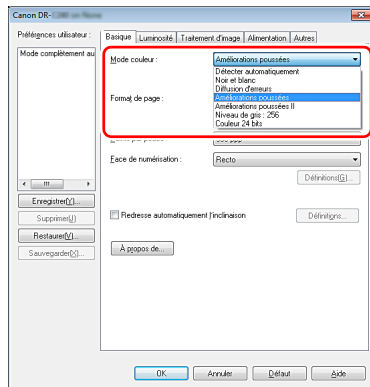 Canon DR-
Préférences utilisateur :
Mode complètement au
Enregistrer(Y)...
Supprimer(J)
Restaurer(V)...
Sauvegarder(X)...
Basique
Luminosité
Traitement d'image
Alimentation
Autres
Mode couleur :
Améliorations poussées
Détecter automatiquement
Noir et blanc
Diffusion d'erreurs
Améliorations poussées
Améliorations poussées II
Niveau de gris : 256
Couleur 24 bits
Format de page :
Face de numérisation :
Recto
Définitions(G)...
Redresse automatiquement l'inclinaison
Définitions...
À propos de...
OK
Annuler
Défaut
Aide